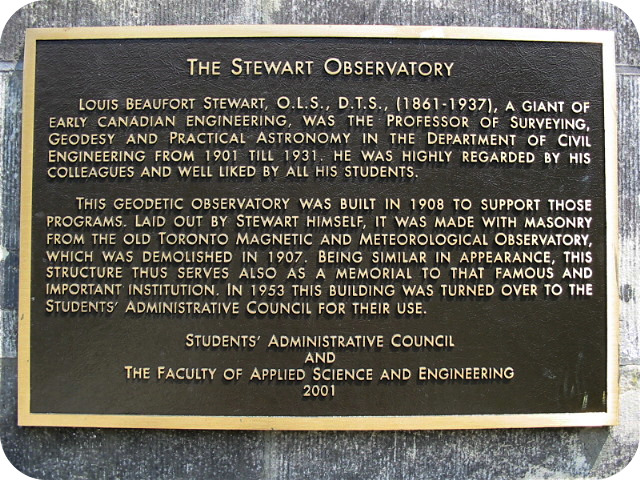 THE STEWART OBSERVATORY
LOUIS BEAUFORT STEWART, O.L.S., D.T.S., (1861-1937), A GIANT OF
EARLY CANADIAN ENGINEERING, WAS THE PROFESSOR OF SURVEYING,
GEODESY AND PRACTICAL ASTRONOMY IN THE DEPARTMENT OF CIVIL
ENGINEERING FROM 1901 TILL 1931. HE WAS HIGHLY REGARDED BY HIS
COLLEAGUES AND WELL LIKED BY ALL HIS STUDENTS.
THIS GEODETIC OBSERVATORY WAS BUILT IN 1908 TO SUPPORT THOSE
PROGRAMS. LAID OUT BY STEWART HIMSELF, IT WAS MADE WITH MASONRY
FROM THE OLD TORONTO MAGNETIC AND METEOROLOGICAL OBSERVATORY,
WHICH WAS DEMOLISHED IN 1907. BEING SIMILAR IN APPEARANCE, THIS
STRUCTURE THUS SERVES ALSO AS A MEMORIAL TO THAT FAMOUS AND
IMPORTANT INSTITUTION. IN 1953 THIS BUILDING WAS TURNED OVER TO THE
STUDENTS' ADMINISTRATIVE COUNCIL FOR THEIR USE.
STUDENTS' ADMINISTRATIVE COUNCIL
AND
THE FACULTY OF APPLIED SCIENCE AND ENGINEERING
2001